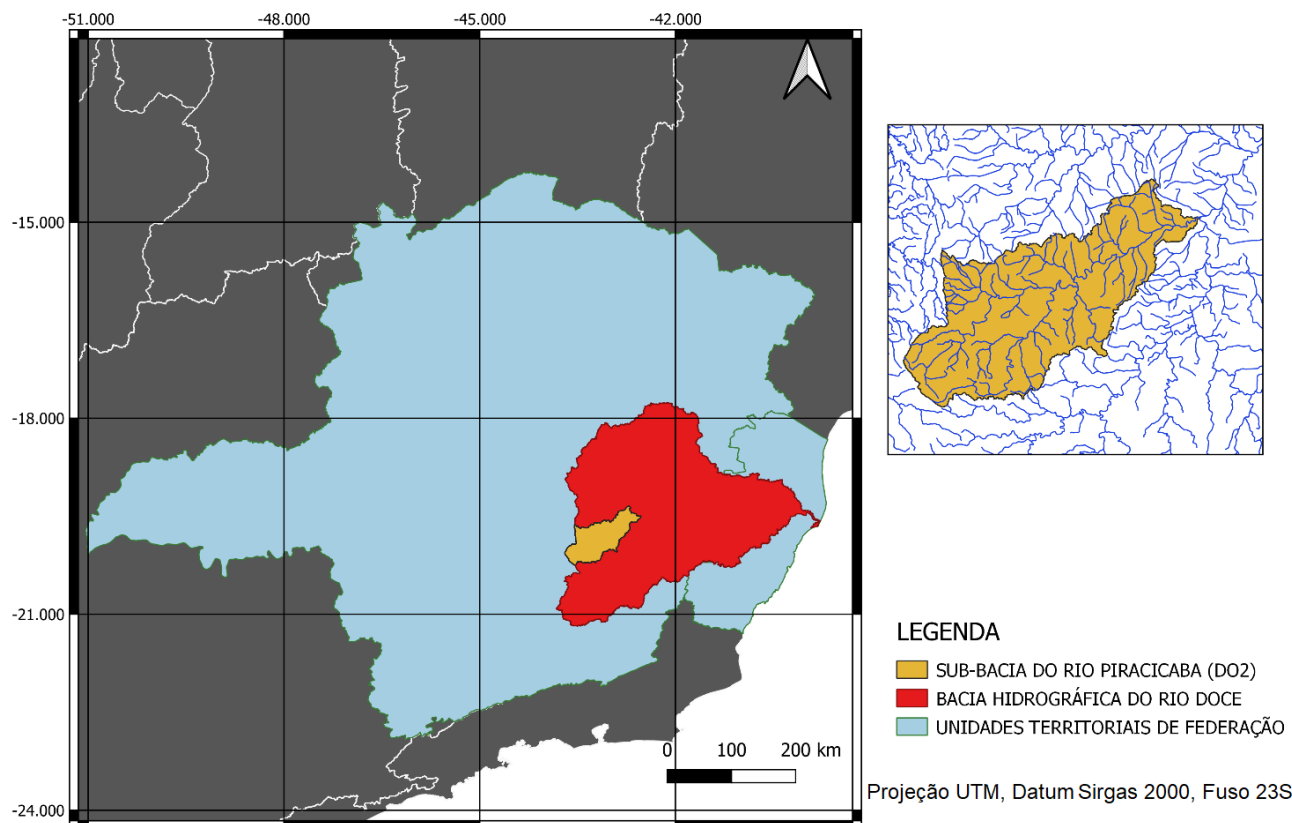 -51.000 -48.000 -45.000 -42.000
-15.000
-18.000
-21.000
-24.000
0 100 200 km
LEGENDA
SUB-BACIA DO RIO PIRACICABA (DO2)
BACIA HIDROGRÁFICA DO RIO DOCE
UNIDADES TERRITORIAIS DE FEDERAÇÃO
Projeção UTM, Datum Sirgas 2000, Fuso 23S